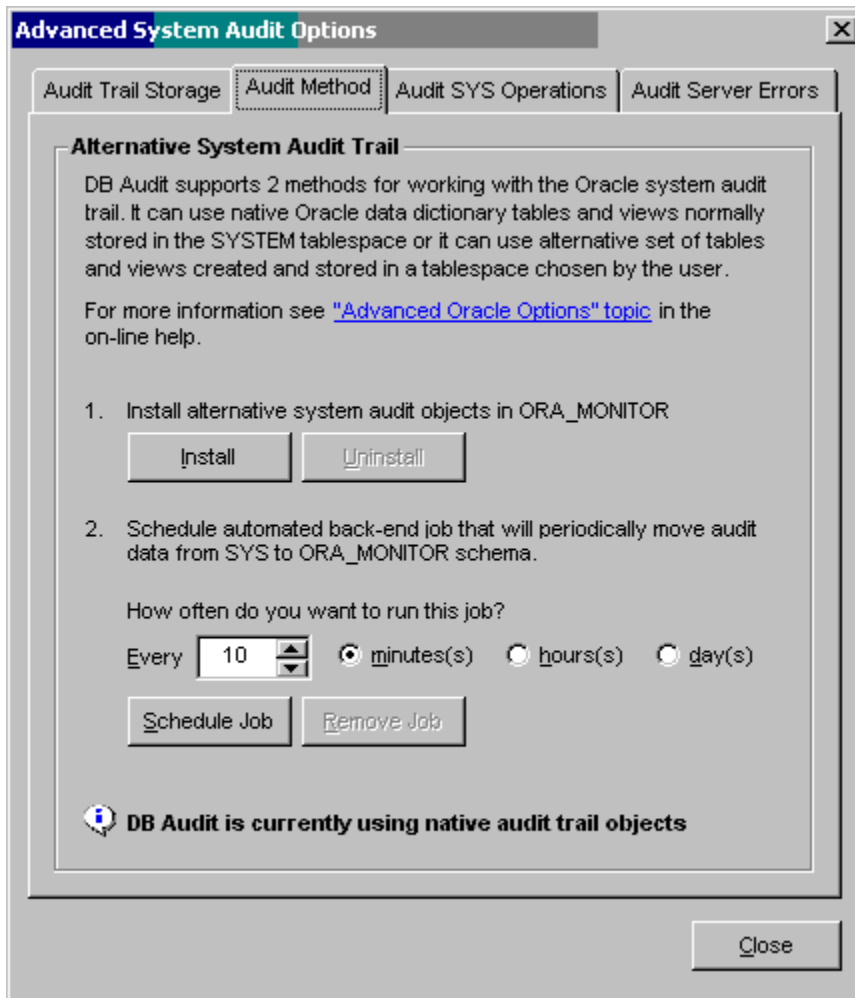 Advanced System Audit Options
Audit Trail Storage
Audit Method
Audit SYS Operations
Audit Server Errors
Alternative System Audit Trail
DB Audit supports 2 methods for working with the Oracle system audit
trail. It can use native Oracle data dictionary tables and views normally
stored in the SYSTEM tablespace or it can use alternative set of tables
and views created and stored in a tablespace chosen by the user.
For more information see "Advanced Oracle Options" topic in the
on-line help.
1. Install alternative system audit objects in ORA_MONITOR
Install
Uninstall
2. Schedule automated back-end job that will periodically move audit
data from SYS to ORA_MONITOR schema.
How often do you want to run this job?
Every 10 minutes(s) hours(s) day(s)
Schedule Job
Remove Job
DB Audit is currently using native audit trail objects
Close